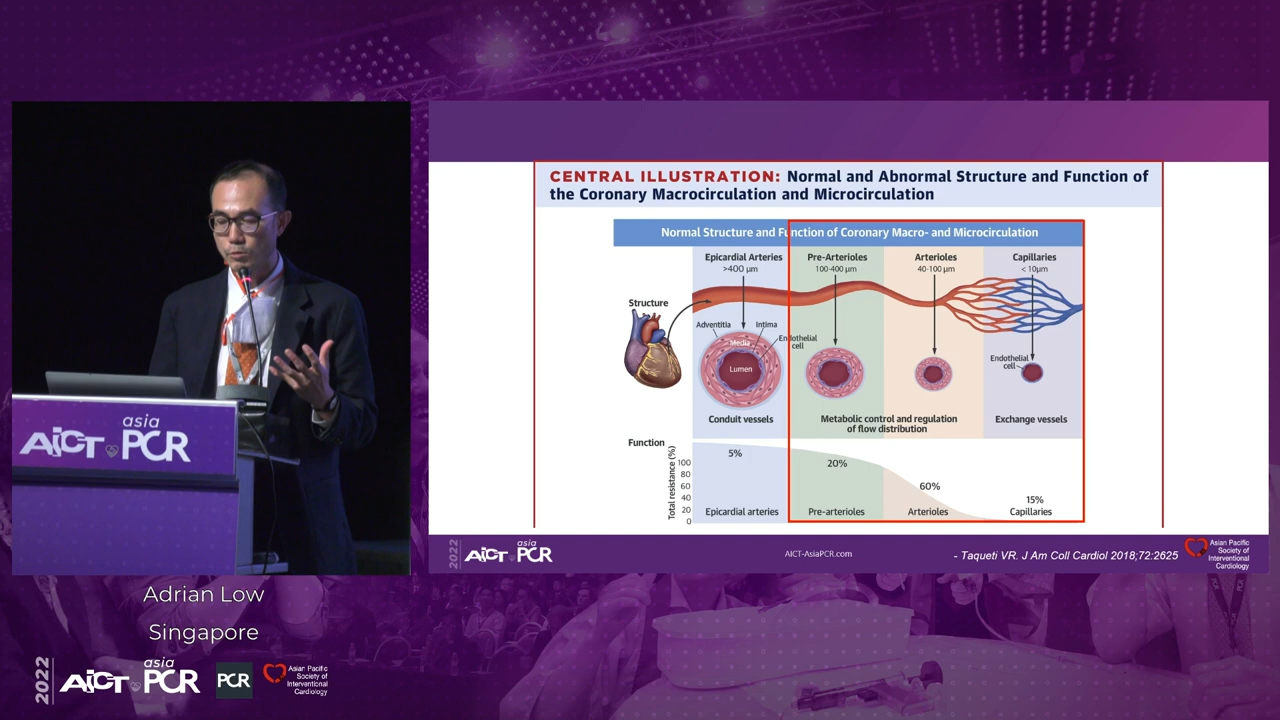 CENTRAL ILLUSTRATION: Normal and Abnormal Structure and Function of
the Coronary Macrocirculation and Microcirculation
Normal Structure and Function of Coronary Macro- and Microcirculation
Epicardial Arteries
>400 µm
Pre-Arterioles
100-400 µm
Arterioles
40-100 µm
Capillaries
< 10µm
Structure
Adventitia
Intima
Media
Endothelial
cell
Lumen
Endothelial
cell
Conduit vessels
Metabolic control and regulation
of flow distribution
Exchange vessels
Function
Total resistance (%)
100
80
60
40
20
0
5%
20%
60%
15%
Epicardial arteries
Pre-arterioles
Arterioles
Capillaries
2022
AICT
asia
PCR
AICT-AsiaPCR.com
- Taqueti VR. J Am Coll Cardiol 2018;72:2625
Asian Pacific
Society of
Interventional
Cardiology
asia
AICT PCR
Adrian Low
Singapore
2022
AICT
asia
PCR
PCR
Asian Pacific
Society of
Interventional
Cardiology